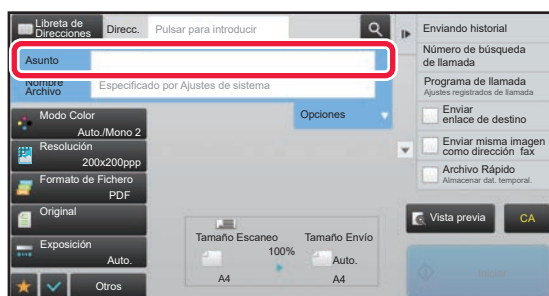 Libreta de
Direcciones
Direcc.
Pulsar para introducir
Asunto
Nombre
Archivo
Especificado por Ajustes de sistema
Opciones
Modo Color
Auto./Mono 2
Resolución
200x200ppp
Formato de Fichero
PDF
Original
Exposición
Auto.
Otros
Tamaño Escaneo
100%
A4
Tamaño Envío
Auto.
A4
Enviando historial
Número de búsqueda
de llamada
Programa de llamada
Ajustes registrados de llamada
Enviar
enlace de destino
Enviar misma imagen
como dirección fax
Archivo Rápido
Almacenar dat. temporal.
Vista previa
CA
Iniciar